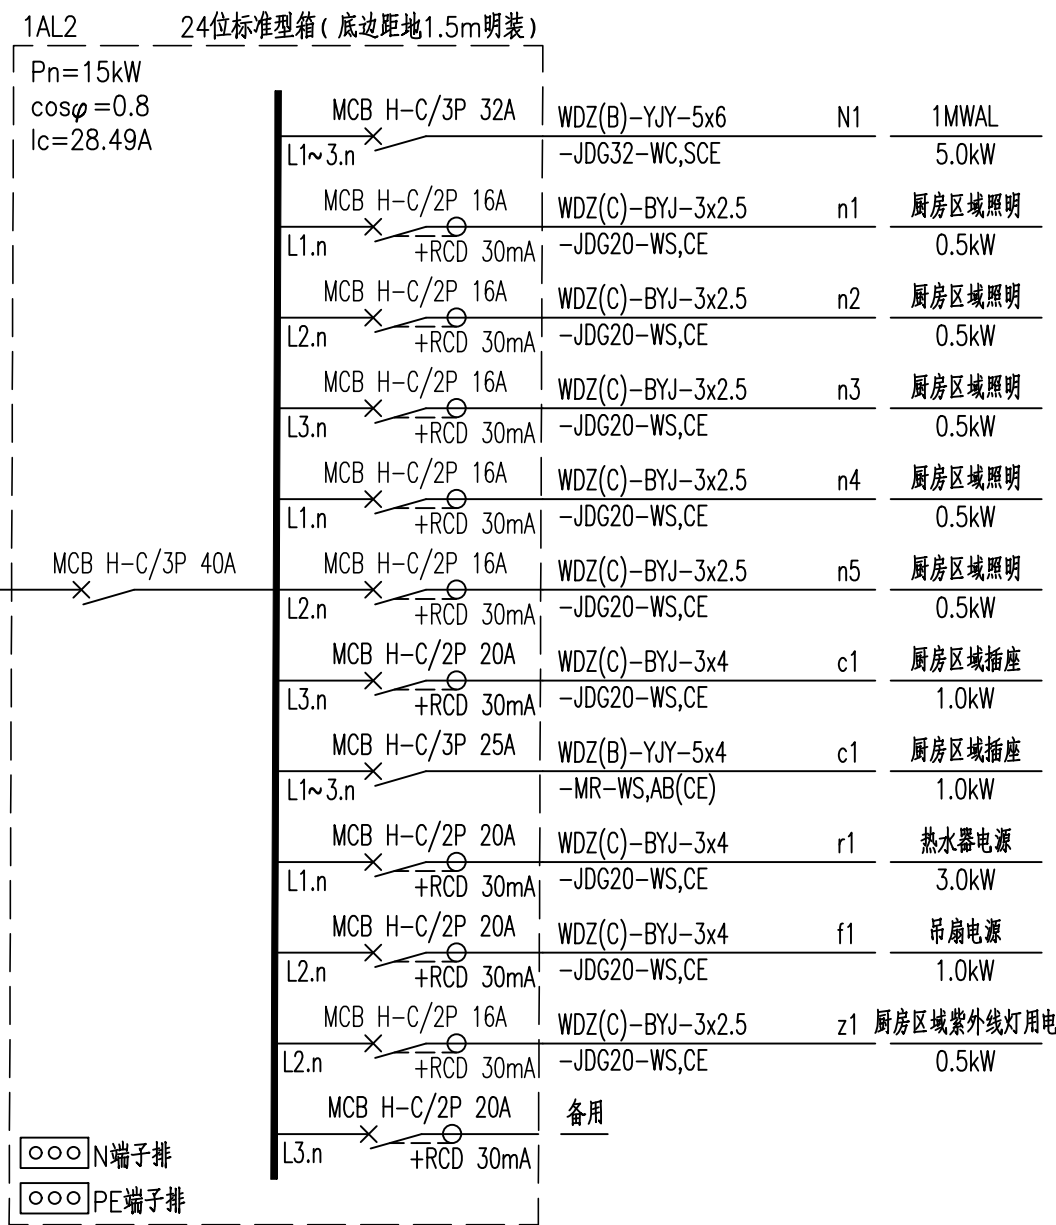 1AL2 24位标准型箱(底边距地1.5m明装)
Pn=15kW
cosφ=0.8
Ic=28.49A
MCB H-C/3P 40A
MCB H-C/3P 32A WDZ(B)-YJY-5x6 N1 1MWAL
L1~3.n -JDG32-WC,SCE 5.0kW
MCB H-C/2P 16A WDZ(C)-BYJ-3x2.5 n1 厨房区域照明
L1.n +RCD 30mA -JDG20-WS,CE 0.5kW
MCB H-C/2P 16A WDZ(C)-BYJ-3x2.5 n2 厨房区域照明
L2.n +RCD 30mA -JDG20-WS,CE 0.5kW
MCB H-C/2P 16A WDZ(C)-BYJ-3x2.5 n3 厨房区域照明
L3.n +RCD 30mA -JDG20-WS,CE 0.5kW
MCB H-C/2P 16A WDZ(C)-BYJ-3x2.5 n4 厨房区域照明
L1.n +RCD 30mA -JDG20-WS,CE 0.5kW
MCB H-C/2P 16A WDZ(C)-BYJ-3x2.5 n5 厨房区域照明
L2.n +RCD 30mA -JDG20-WS,CE 0.5kW
MCB H-C/2P 20A WDZ(C)-BYJ-3x4 c1 厨房区域插座
L3.n +RCD 30mA -JDG20-WS,CE 1.0kW
MCB H-C/3P 25A WDZ(B)-YJY-5x4 c1 厨房区域插座
L1~3.n -MR-WS,AB(CE) 1.0kW
MCB H-C/2P 20A WDZ(C)-BYJ-3x4 r1 热水器电源
L1.n +RCD 30mA -JDG20-WS,CE 3.0kW
MCB H-C/2P 20A WDZ(C)-BYJ-3x4 f1 吊扇电源
L2.n +RCD 30mA -JDG20-WS,CE 1.0kW
MCB H-C/2P 16A WDZ(C)-BYJ-3x2.5 z1 厨房区域紫外线灯用电
L2.n +RCD 30mA -JDG20-WS,CE 0.5kW
MCB H-C/2P 20A 备用
L3.n +RCD 30mA
N端子排
PE端子排